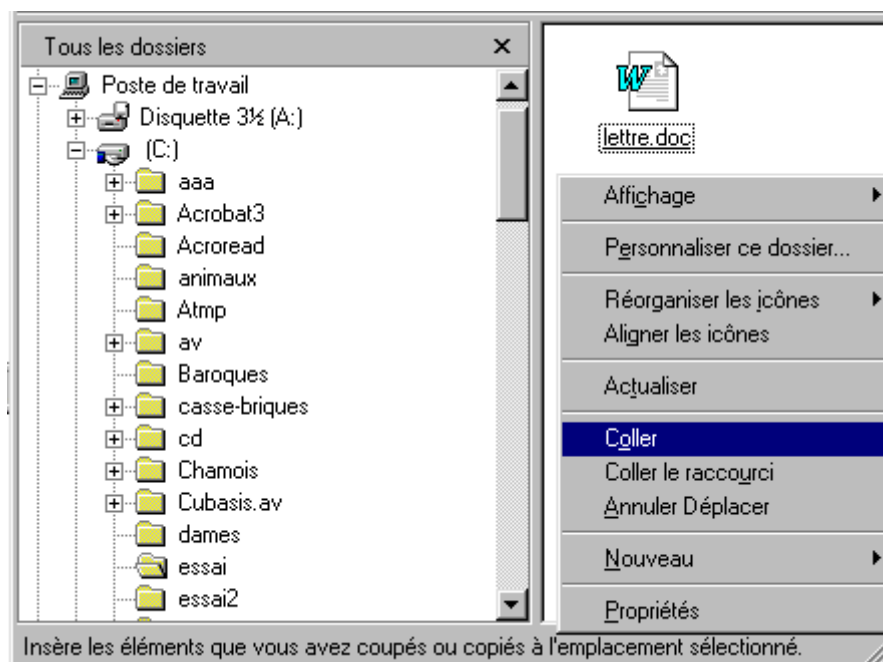 Tous les dossiers
Poste de travail
Disquette 3½ (A:)
(C:)
aaa
Acrobat3
Acroread
animaux
Atmp
av
Baroques
casse-briques
cd
Chamois
Cubasis.av
dames
essai
essai2
lettre.doc
Affichage
Personnaliser ce dossier...
Réorganiser les icônes
Aligner les icônes
Actualiser
Coller
Coller le raccourci
Annuler Déplacer
Nouveau
Propriétés
Insère les éléments que vous avez coupés ou copiés à l'emplacement sélectionné.